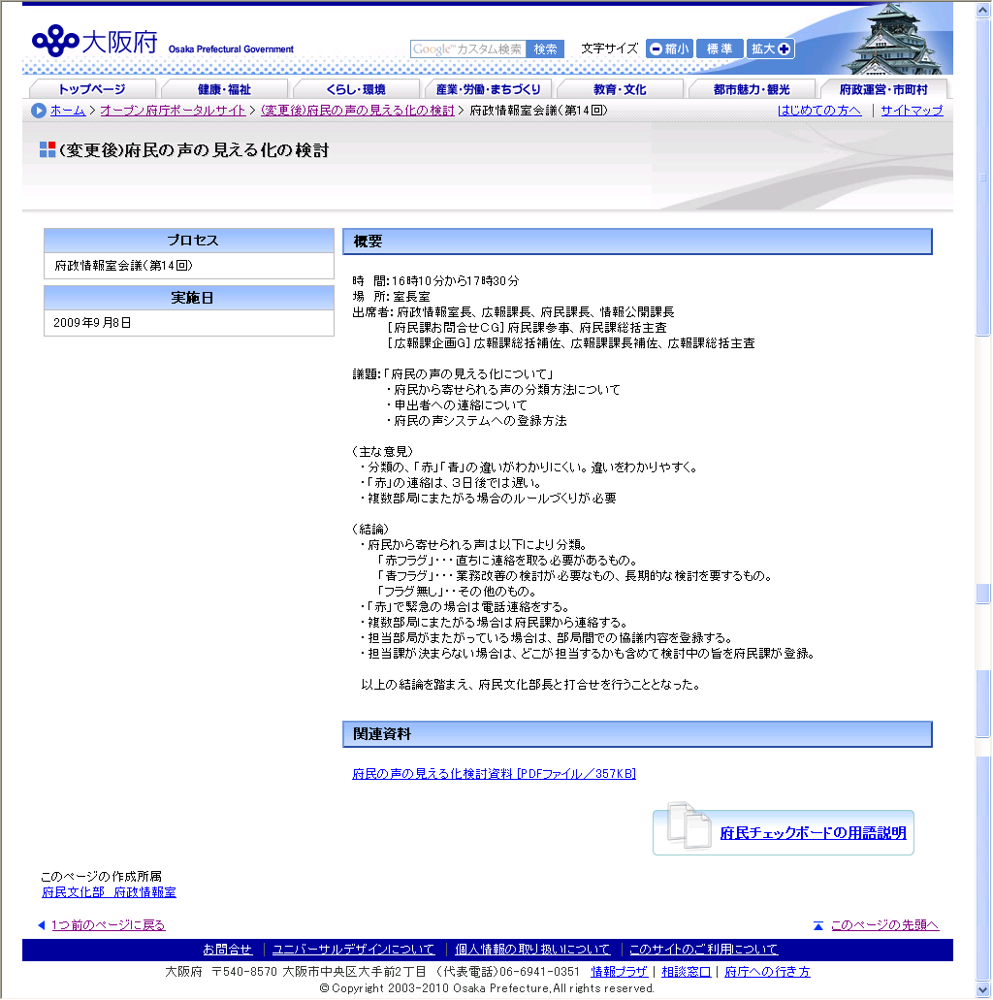 大阪府 Osaka Prefectural Government
Google™カスタム検索 検索 文字サイズ 縮小 標準 拡大
トップページ 健康・福祉 くらし・環境 産業・労働・まちづくり 教育・文化 都市魅力・観光 府政運営・市町村
ホーム > オープン府庁ポータルサイト > (変更後)府民の声の見える化の検討 > 府政情報室会議(第14回) はじめての方へ | サイトマップ
(変更後)府民の声の見える化の検討
プロセス
府政情報室会議(第14回)
実施日
2009年9月8日
概要
時 間:16時10分から17時30分
場 所:室長室
出席者:府政情報室長、広報課長、府民課長、情報公開課長
[府民課お問合せCG]府民課参事、府民課総括主査
[広報課企画G]広報課総括補佐、広報課課長補佐、広報課総括主査
議題:「府民の声の見える化について」
・府民から寄せられる声の分類方法について
・申出者への連絡について
・府民の声システムへの登録方法
(主な意見)
・分類の、「赤」「青」の違いがわかりにくい。違いをわかりやすく。
・「赤」の連絡は、3日後では遅い。
・複数部局にまたがる場合のルールづくりが必要
(結論)
・府民から寄せられる声は以下により分類。
「赤フラグ」・・・直ちに連絡を取る必要があるもの。
「青フラグ」・・・業務改善の検討が必要なもの、長期的な検討を要するもの。
「フラグ無し」・・その他のもの。
・「赤」で緊急の場合は電話連絡をする。
・複数部局にまたがる場合は府民課から連絡する。
・担当部局がまたがっている場合は、部局間での協議内容を登録する。
・担当課が決まらない場合は、どこが担当するかも含めて検討中の旨を府民課が登録。
以上の結論を踏まえ、府民文化部長と打合せを行うこととなった。
関連資料
府民の声の見える化検討資料 [PDFファイル/357KB]
府民チェックボードの用語説明
このページの作成所属
府民文化部 府政情報室
1つ前のページに戻る このページの先頭へ
お問合せ | ユニバーサルデザインについて | 個人情報の取り扱いについて | このサイトのご利用について
大阪府 〒540-8570 大阪市中央区大手前2丁目 (代表電話)06-6941-0351 情報プラザ | 相談窓口 | 府庁への行き方
© Copyright 2003-2010 Osaka Prefecture,All rights reserved.